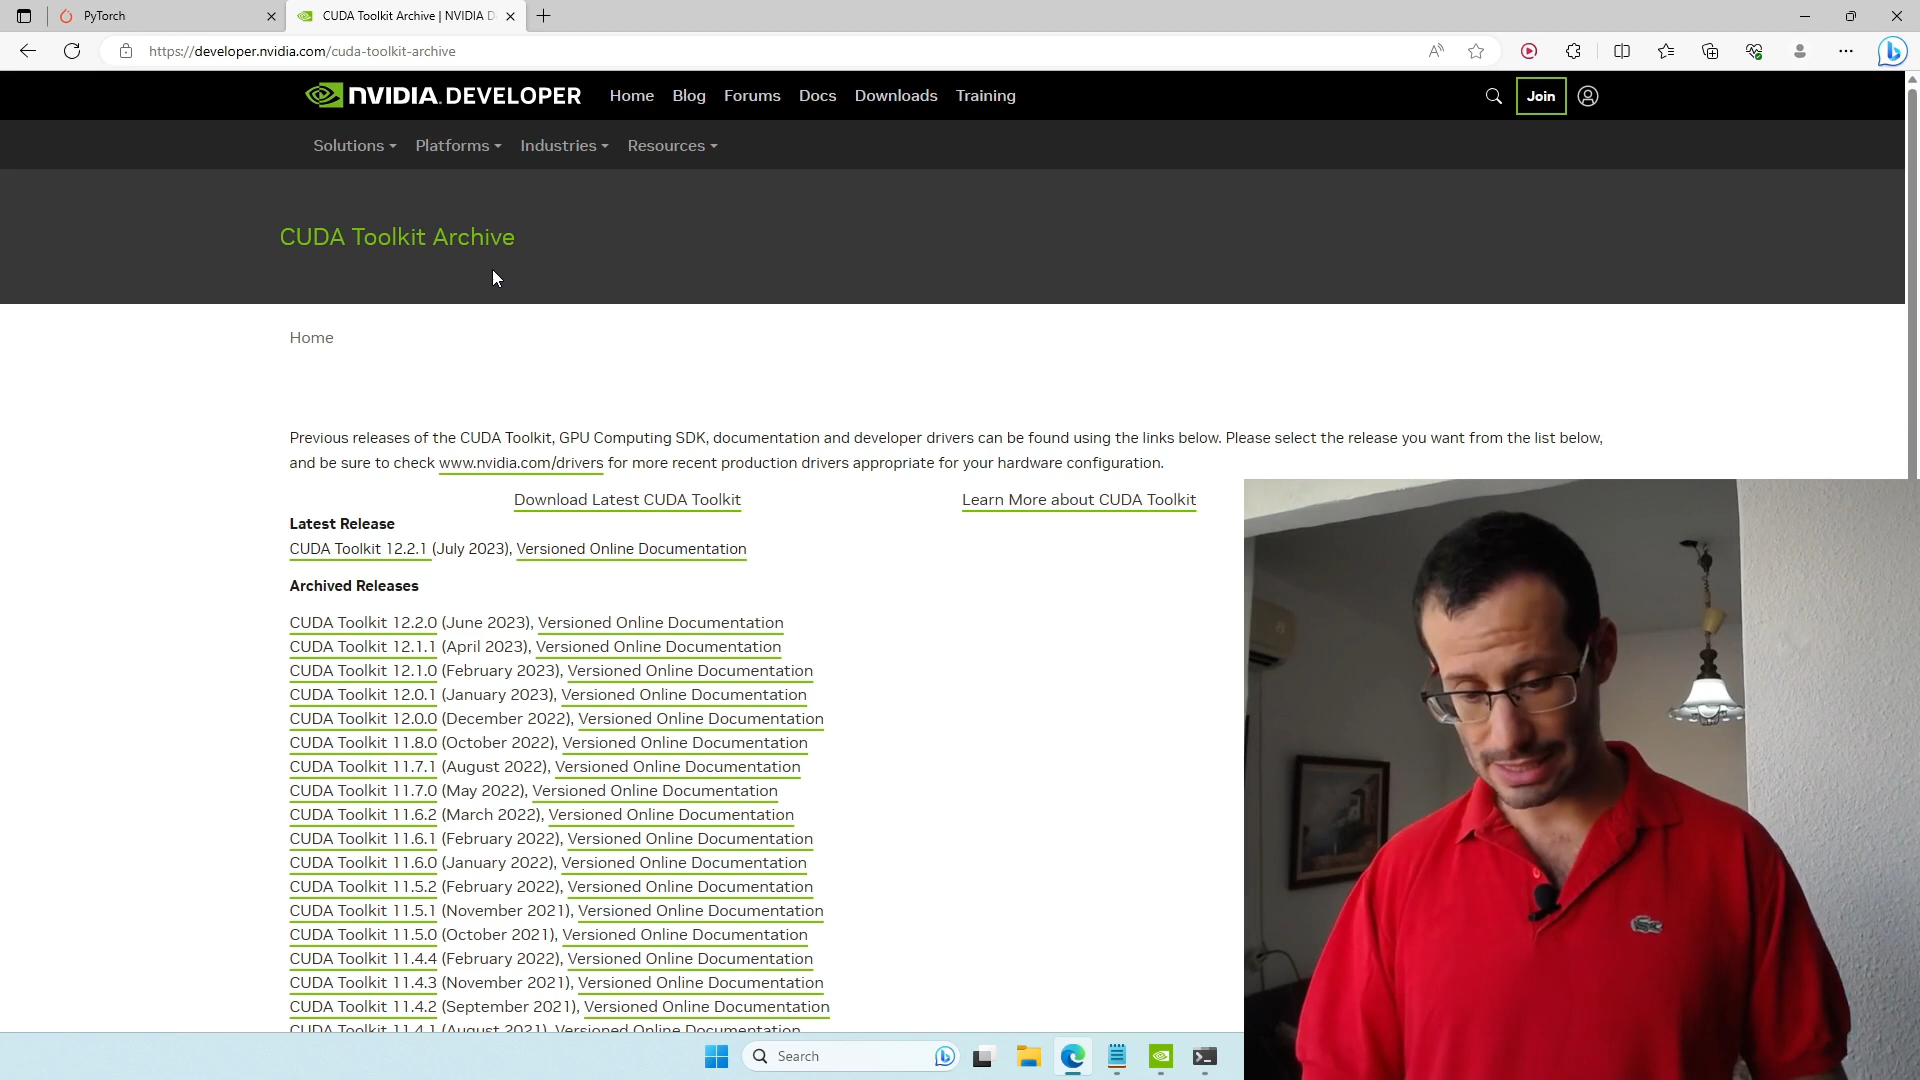 PyTorch
CUDA Toolkit Archive | NVIDIA D
https://developer.nvidia.com/cuda-toolkit-archive
NVIDIA. DEVELOPER Home Blog Forums Docs Downloads Training Join
Solutions Platforms Industries Resources
CUDA Toolkit Archive
Home
Previous releases of the CUDA Toolkit, GPU Computing SDK, documentation and developer drivers can be found using the links below. Please select the release you want from the list below,
and be sure to check www.nvidia.com/drivers for more recent production drivers appropriate for your hardware configuration.
Download Latest CUDA Toolkit Learn More about CUDA Toolkit
Latest Release
CUDA Toolkit 12.2.1 (July 2023), Versioned Online Documentation
Archived Releases
CUDA Toolkit 12.2.0 (June 2023), Versioned Online Documentation
CUDA Toolkit 12.1.1 (April 2023), Versioned Online Documentation
CUDA Toolkit 12.1.0 (February 2023), Versioned Online Documentation
CUDA Toolkit 12.0.1 (January 2023), Versioned Online Documentation
CUDA Toolkit 12.0.0 (December 2022), Versioned Online Documentation
CUDA Toolkit 11.8.0 (October 2022), Versioned Online Documentation
CUDA Toolkit 11.7.1 (August 2022), Versioned Online Documentation
CUDA Toolkit 11.7.0 (May 2022), Versioned Online Documentation
CUDA Toolkit 11.6.2 (March 2022), Versioned Online Documentation
CUDA Toolkit 11.6.1 (February 2022), Versioned Online Documentation
CUDA Toolkit 11.6.0 (January 2022), Versioned Online Documentation
CUDA Toolkit 11.5.2 (February 2022), Versioned Online Documentation
CUDA Toolkit 11.5.1 (November 2021), Versioned Online Documentation
CUDA Toolkit 11.5.0 (October 2021), Versioned Online Documentation
CUDA Toolkit 11.4.4 (February 2022), Versioned Online Documentation
CUDA Toolkit 11.4.3 (November 2021), Versioned Online Documentation
CUDA Toolkit 11.4.2 (September 2021), Versioned Online Documentation
CUDA Toolkit 11.4.1 (August 2021), Versioned Online Documentation
Search